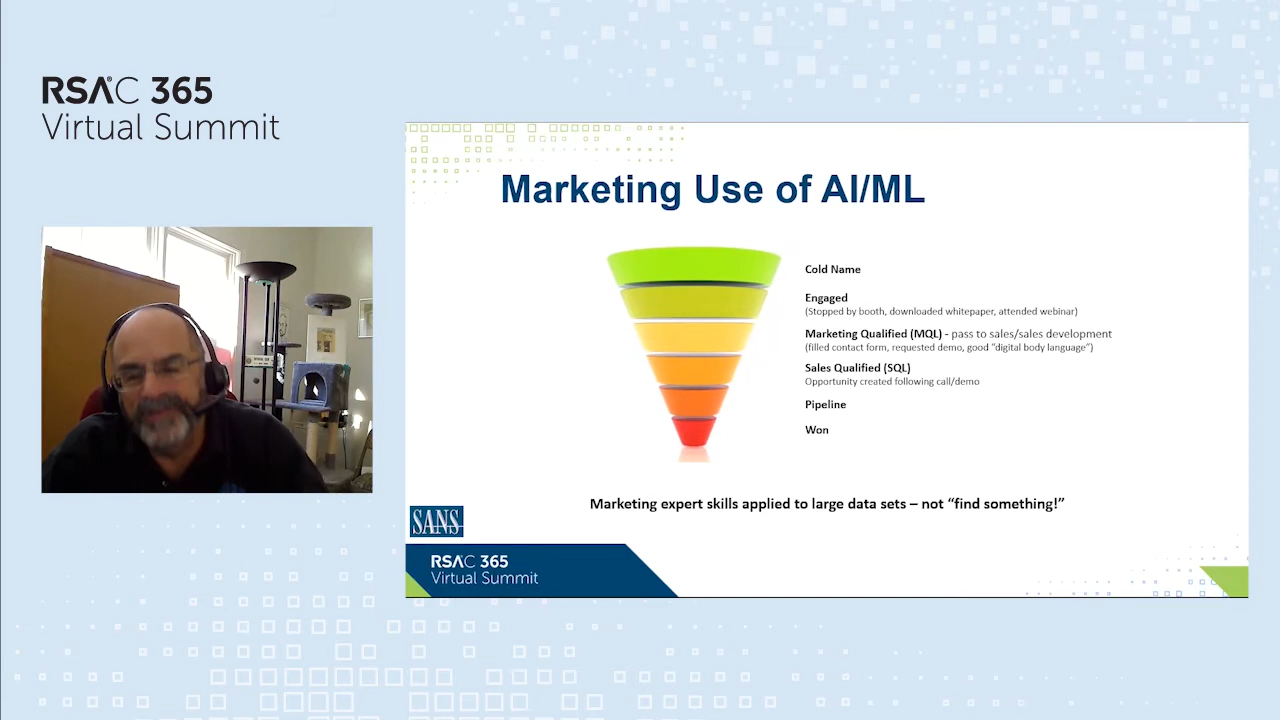 RSAC 365
Virtual Summit
Marketing Use of AI/ML
Cold Name
Engaged
(Stopped by booth, downloaded whitepaper, attended webinar)
Marketing Qualified (MQL) - pass to sales/sales development
(filled contact form, requested demo, good “digital body language”)
Sales Qualified (SQL)
Opportunity created following call/demo
Pipeline
Won
Marketing expert skills applied to large data sets – not “find something!”
SANS
RSAC 365
Virtual Summit